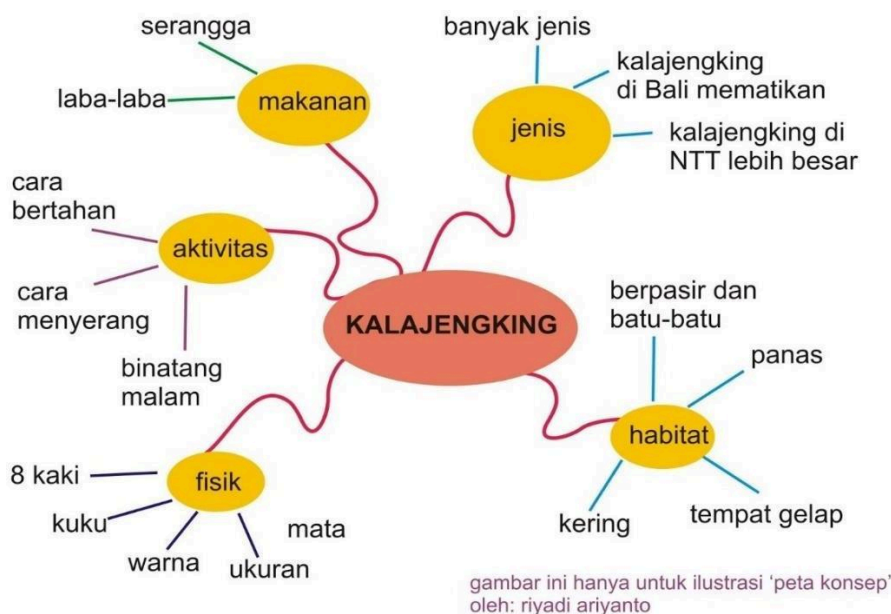 serangga
laba-laba
makanan
banyak jenis
kalajengking
di Bali mematikan
kalajengking di
NTT lebih besar
jenis
cara
bertahan
aktivitas
cara
menyerang
binatang
malam
KALAJENGKING
berpasir dan
batu-batu
panas
habitat
kering
tempat gelap
8 kaki
fisik
kuku
warna
ukuran
mata
gambar ini hanya untuk ilustrasi 'peta konsep'
oleh: riyadi ariyanto